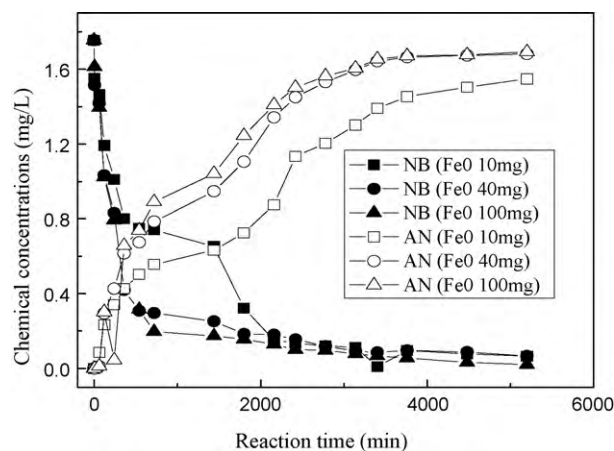 Chemical concentrations (mg/L)
1.6
1.2
0.8
0.4
0.0
NB (Fe0 10mg)
NB (Fe0 40mg)
NB (Fe0 100mg)
AN (Fe0 10mg)
AN (Fe0 40mg)
AN (Fe0 100mg)
0 2000 4000 6000
Reaction time (min)